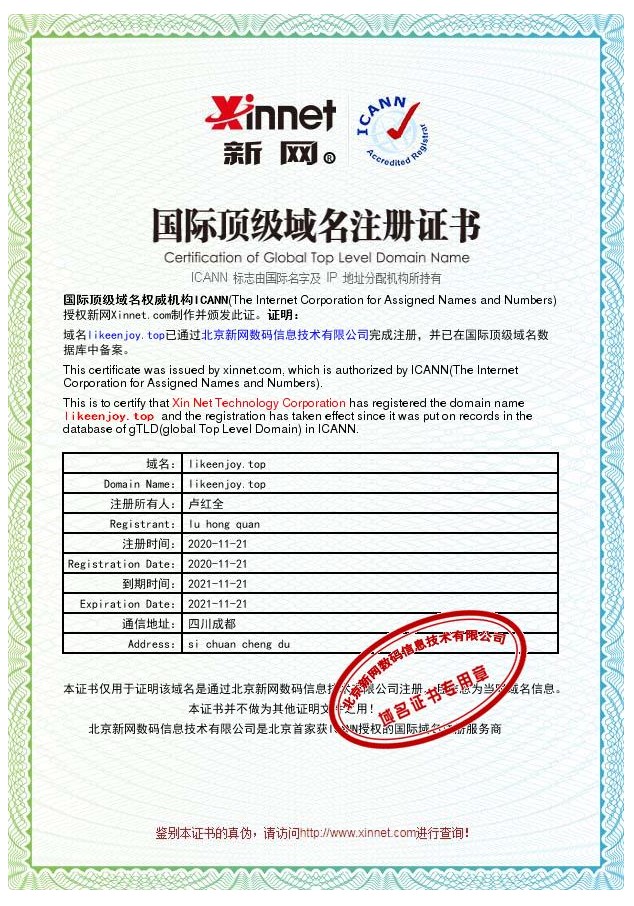 Xinnet
新网®
ICANN
Accredited Registrar
国际顶级域名注册证书
Certification of Global Top Level Domain Name
ICANN 标志由国际名字及 IP 地址分配机构所持有
国际顶级域名权威机构ICANN(The Internet Corporation for Assigned Names and Numbers)
授权新网Xinnet.com制作并颁发此证。证明：
域名likeenjoy.top已通过北京新网数码信息技术有限公司完成注册，并已在国际顶级域名数
据库中备案。
This certificate was issued by xinnet.com, which is authorized by ICANN(The Internet
Corporation for Assigned Names and Numbers).
This is to certify that Xin Net Technology Corporation has registered the domain name
likeenjoy.top and the registration has taken effect since it was put on records in the
database of gTLD(global Top Level Domain) in ICANN.
域名： likeenjoy.top
Domain Name: likeenjoy.top
注册所有人： 卢红全
Registrant: lu hong quan
注册时间： 2020-11-21
Registration Date: 2020-11-21
到期时间： 2021-11-21
Expiration Date: 2021-11-21
通信地址： 四川成都
Address: si chuan cheng du
北京新网数码信息技术有限公司
域名证书专用章
本证书仅用于证明该域名是通过北京新网数码信息技术有限公司注册，息为当前域名信息。
本证书并不做为其他证明文件之用！
北京新网数码信息技术有限公司是北京首家获ICANN授权的国际域名注册服务商
鉴别本证书的真伪，请访问http://www.xinnet.com进行查询！